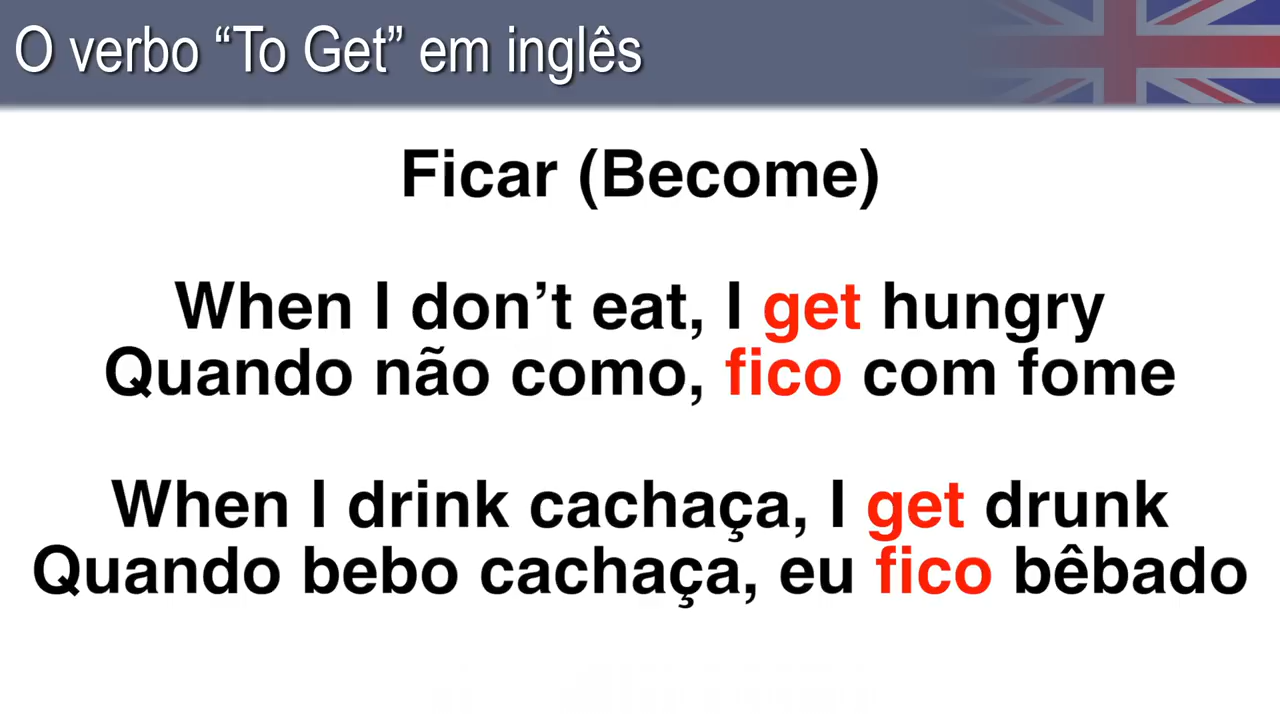 O verbo “To Get” em inglês
Ficar (Become)
When I don’t eat, I get hungry
Quando não como, fico com fome
When I drink cachaça, I get drunk
Quando bebo cachaça, eu fico bêbado